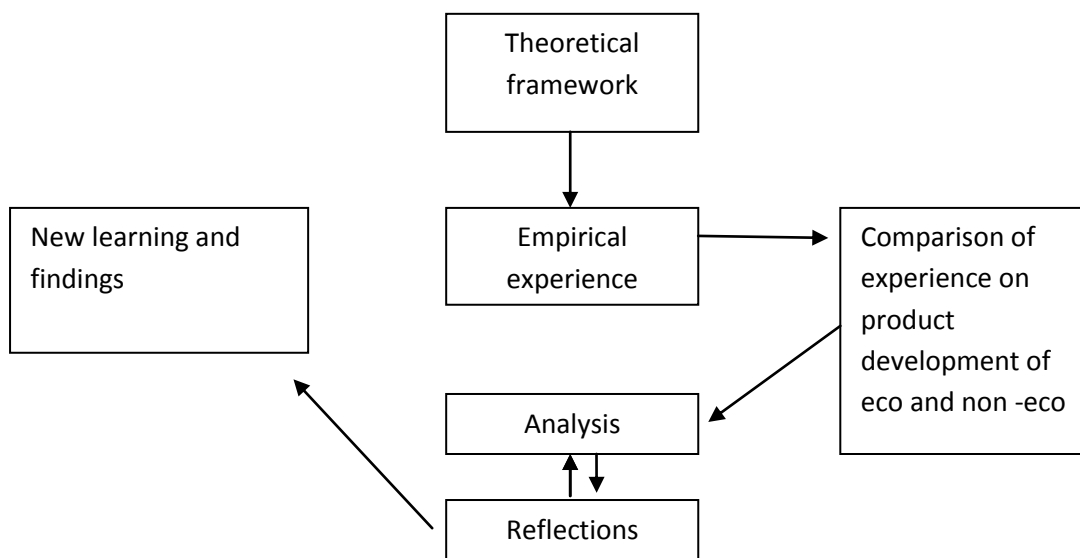 Theoretical
framework
New learning and
findings
Empirical
experience
Comparison of
experience on
product
development of
eco and non -eco
Analysis
Reflections